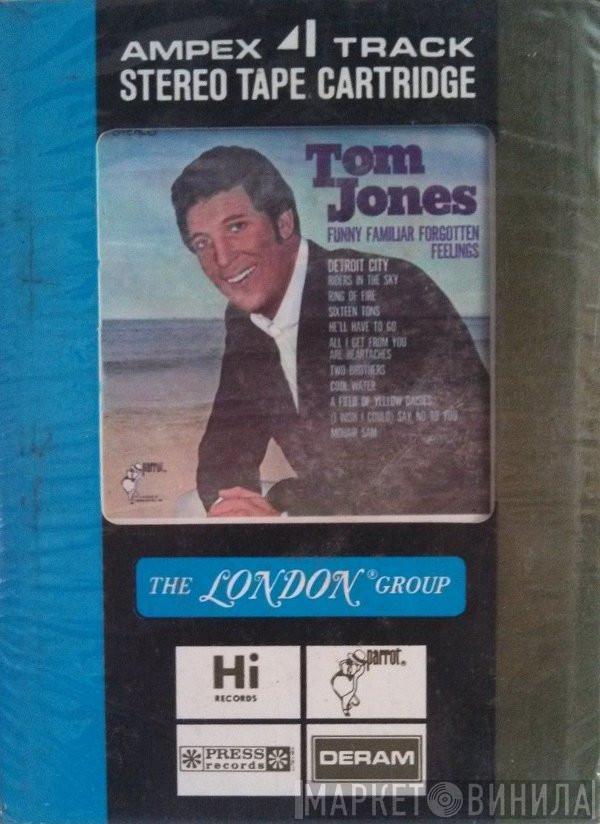 AMPEX 4 TRACK
STEREO TAPE CARTRIDGE
Tom
Jones
FUNNY FAMILIAR FORGOTTEN
FEELINGS
DETROIT CITY
RIDERS IN THE SKY
RING OF FIRE
SIXTEEN TONS
HE'LL HAVE TO GO
ALL I GET FROM YOU
ARE HEARTACHES
TWO BROTHERS
COOL WATER
A FIELD OF YELLOW DAISIES
(I WISH I COULD) SAY NO TO YOU
MOHAIR SAM
parrot
THE LONDON® GROUP
Hi
RECORDS
parrot®
PRESS
records
DERAM
МАРКЕТ ВИНИЛА